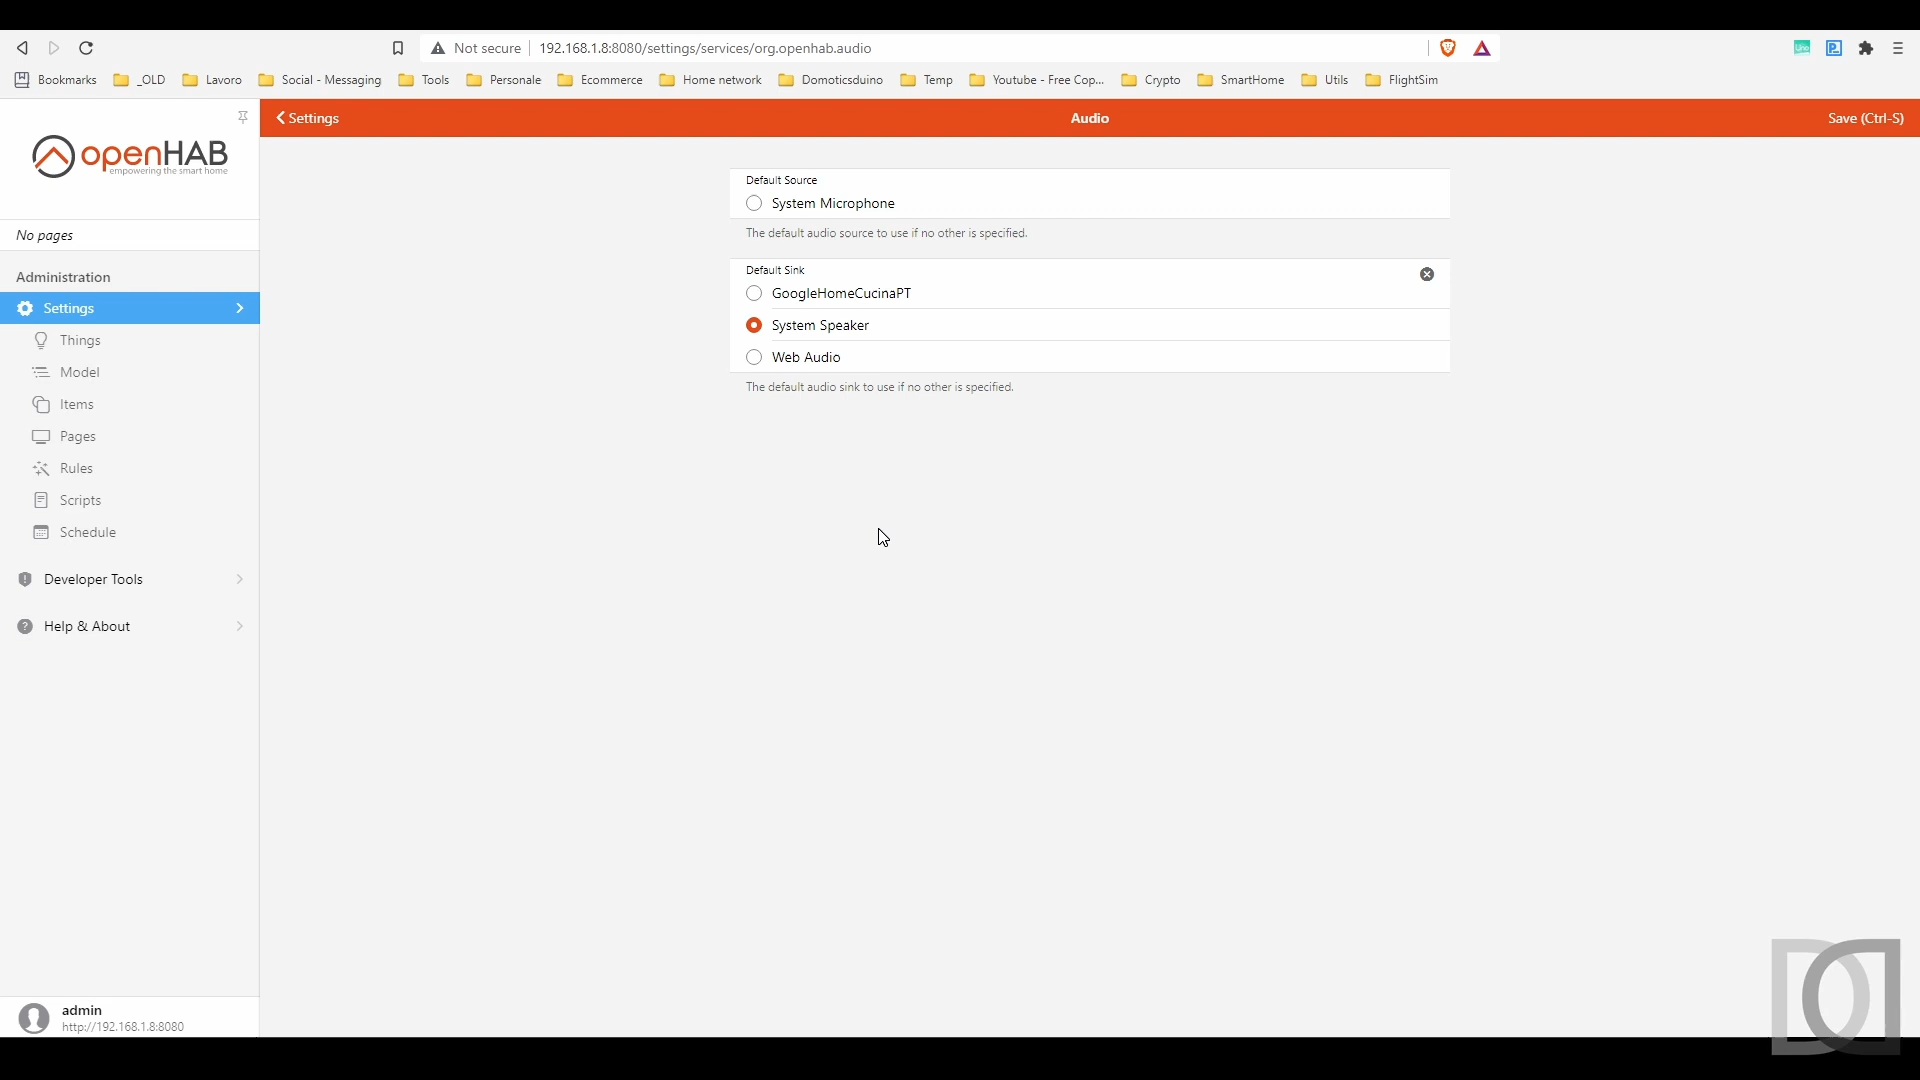 Not secure
192.168.1.8:8080/settings/services/org.openhab.audio
Bookmarks
_OLD
Lavoro
Social - Messaging
Tools
Personale
Ecommerce
Home network
Domoticsduino
Temp
Youtube - Free Cop...
Crypto
SmartHome
Utils
FlightSim
openHAB
empowering the smart home
Settings
Audio
Save (Ctrl-S)
No pages
Administration
Settings
Things
Model
Items
Pages
Rules
Scripts
Schedule
Developer Tools
Help & About
Default Source
System Microphone
The default audio source to use if no other is specified.
Default Sink
GoogleHomeCucinaPT
System Speaker
Web Audio
The default audio sink to use if no other is specified.
admin
http://192.168.1.8:8080